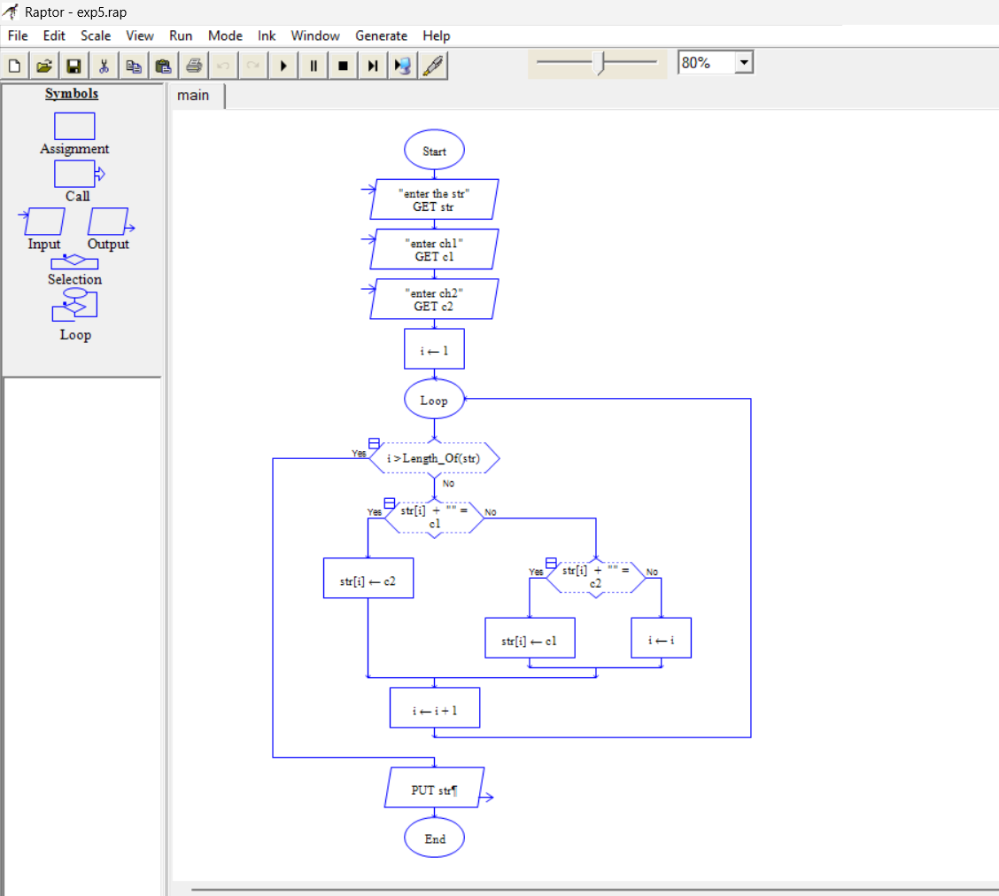 Raptor - exp5.rap
File Edit Scale View Run Mode Ink Window Generate Help
80%
Symbols
Assignment
Call
Input Output
Selection
Loop
main
Start
"enter the str"
GET str
"enter ch1"
GET c1
"enter ch2"
GET c2
i ← 1
Loop
i >Length_Of(str)
Yes
No
str[i] + "" =
c1
Yes
No
str[i] ← c2
str[i] + "" =
c2
Yes
No
str[i] ← c1
i ← i
i ← i + 1
PUT str¶
End